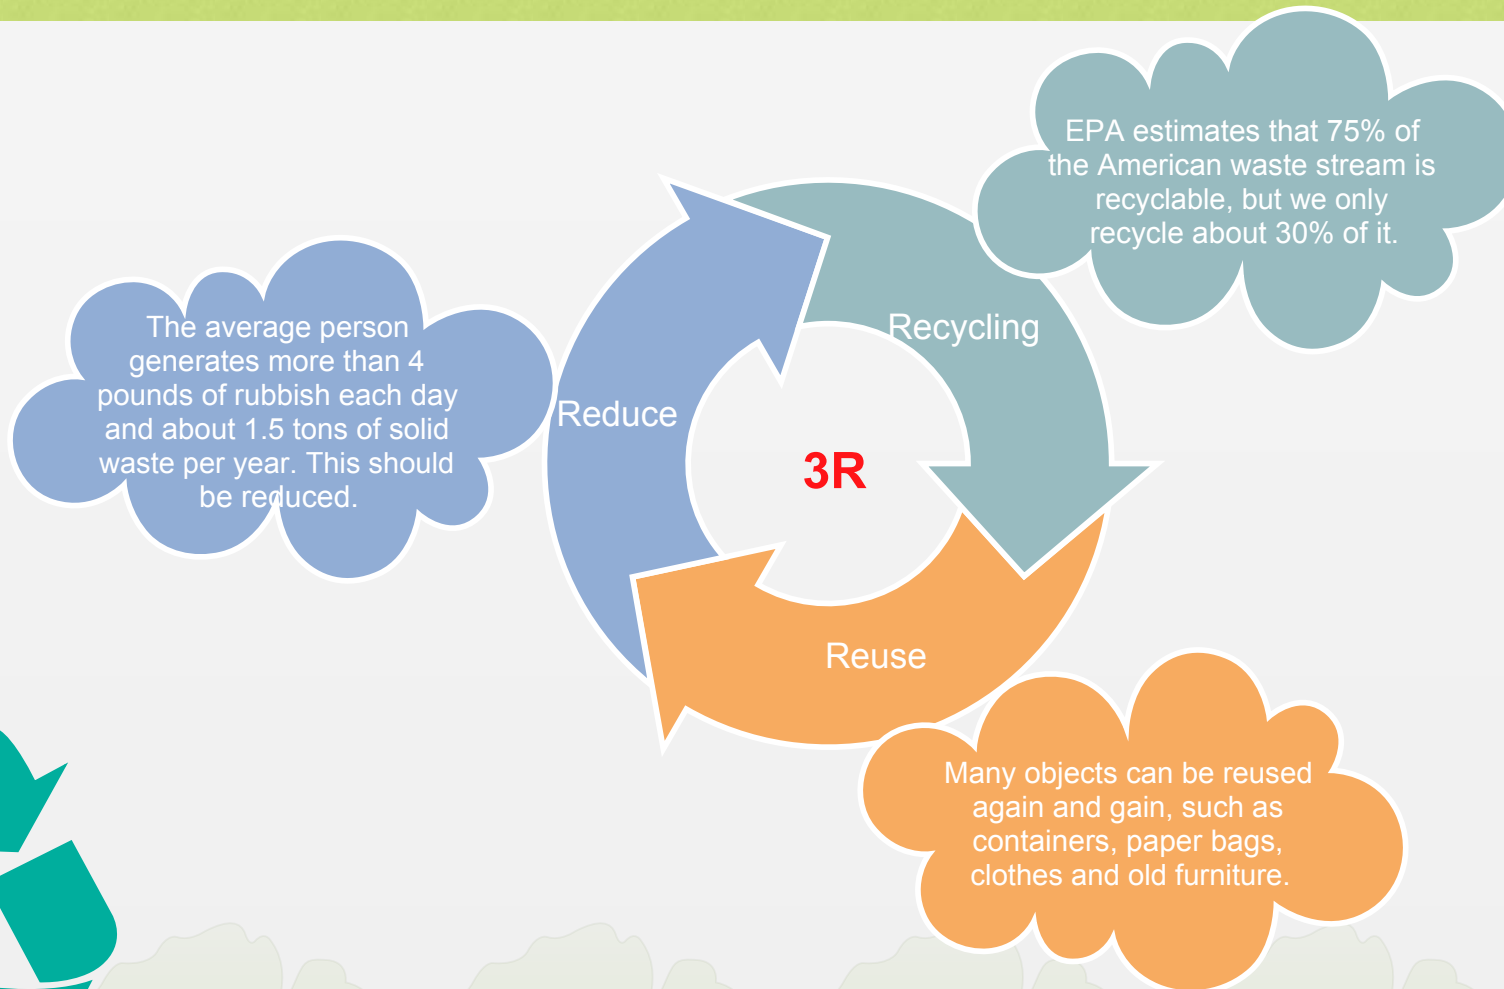 EPA estimates that 75% of
the American waste stream is
recyclable, but we only
recycle about 30% of it.
Recycling
The average person
generates more than 4
pounds of rubbish each day
and about 1.5 tons of solid
waste per year. This should
be reduced.
Reduce
3R
Reuse
Many objects can be reused
again and gain, such as
containers, paper bags,
clothes and old furniture.